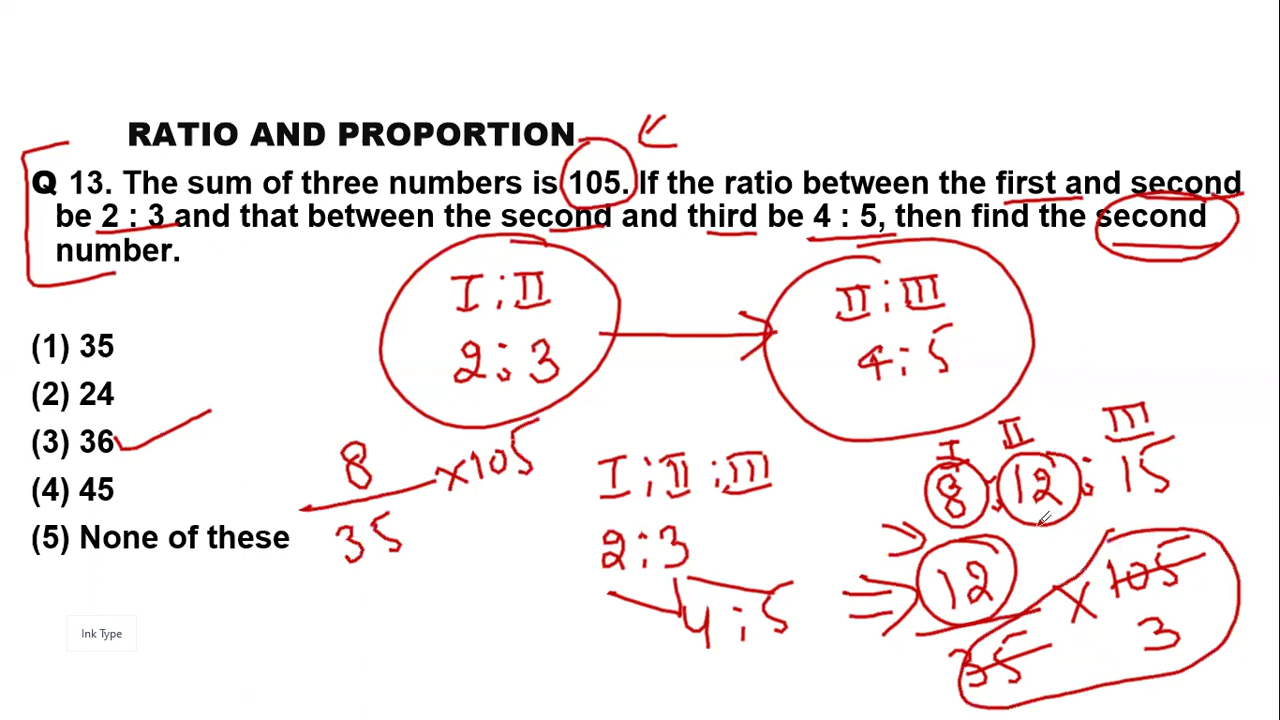 RATIO AND PROPORTION
Q 13. The sum of three numbers is 105. If the ratio between the first and second
be 2 : 3 and that between the second and third be 4 : 5, then find the second
number.
I : II
2 : 3
II : III
4 : 5
(1) 35
(2) 24
(3) 36
(4) 45
(5) None of these
8
35
×105
I : II : III
2 : 3
4 : 5
I II III
8 : 12 : 15
12
35
× 105
3
Ink Type